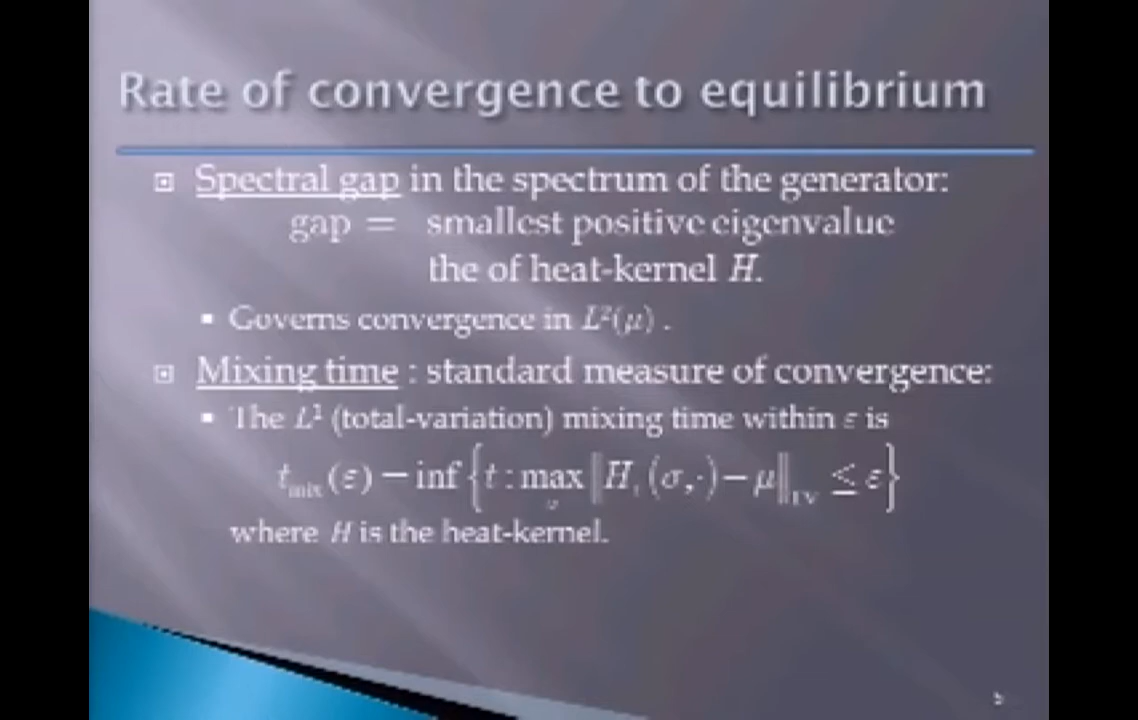 Rate of convergence to equilibrium
Spectral gap in the spectrum of the generator:
gap = smallest positive eigenvalue
the of heat-kernel H.
Governs convergence in L²(μ) .
Mixing time : standard measure of convergence:
The L¹ (total-variation) mixing time within ε is
t_mix(ε) = inf { t : max_σ ‖H_t(σ,·) − μ‖_TV ≤ ε }
where H is the heat-kernel.
5